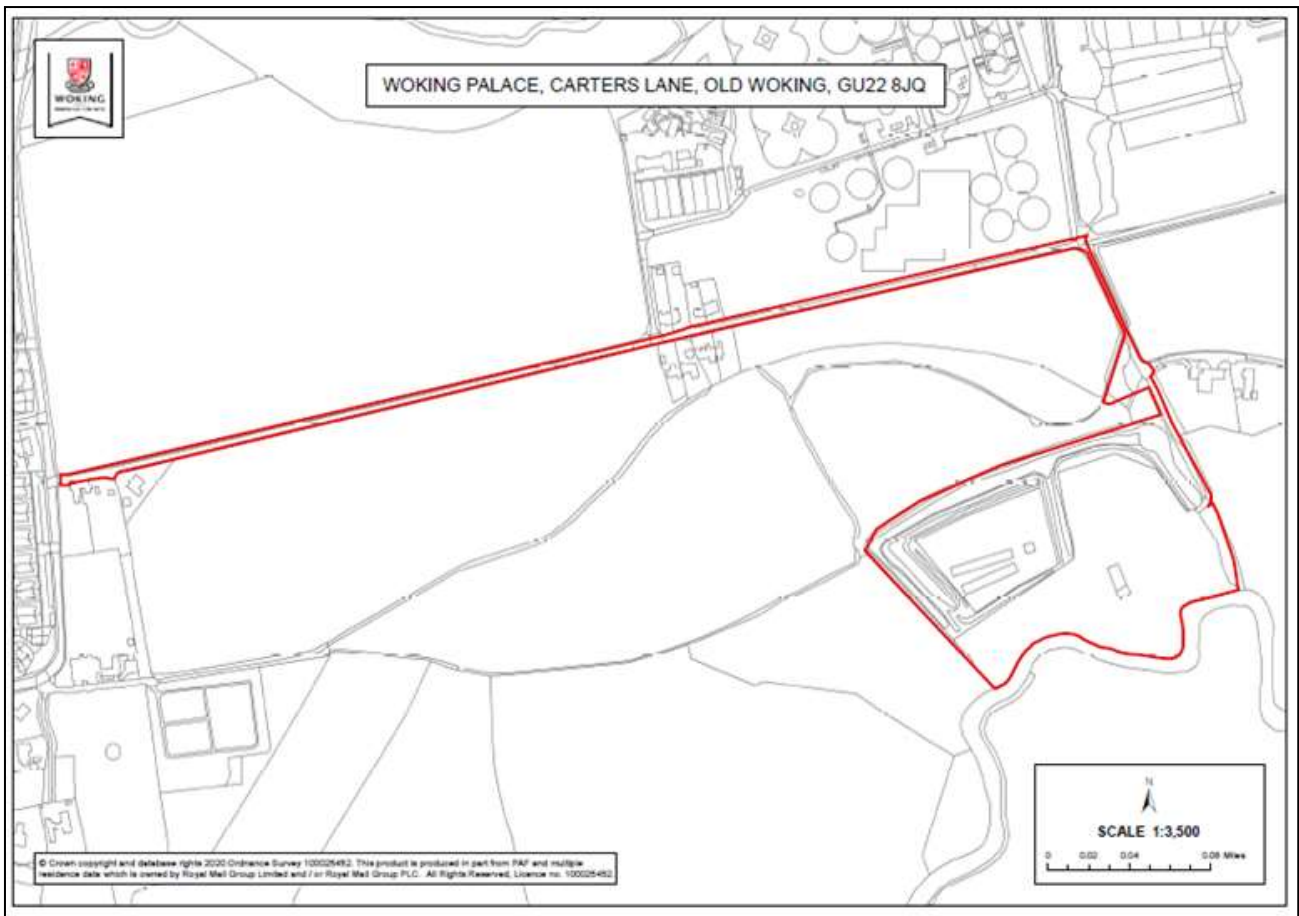 WOKING
WOKING PALACE, CARTERS LANE, OLD WOKING, GU22 8JQ
N
SCALE 1:3,500
0 0.02 0.04 0.08 Miles
© Crown copyright and database rights 2020 Ordnance Survey 100025452. This product is produced in part from PAF and multiple
residence data which is owned by Royal Mail Group Limited and / or Royal Mail Group PLC. All Rights Reserved, Licence no. 100025452